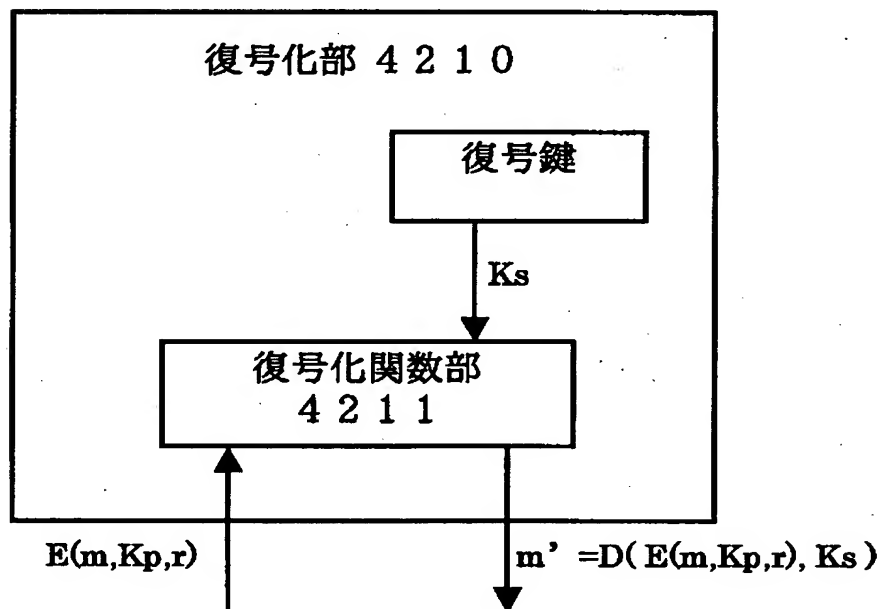 復号化部 4210
復号鍵
Ks
復号化関数部
4211
E(m,Kp,r)
m’=D(E(m,Kp,r),Ks)